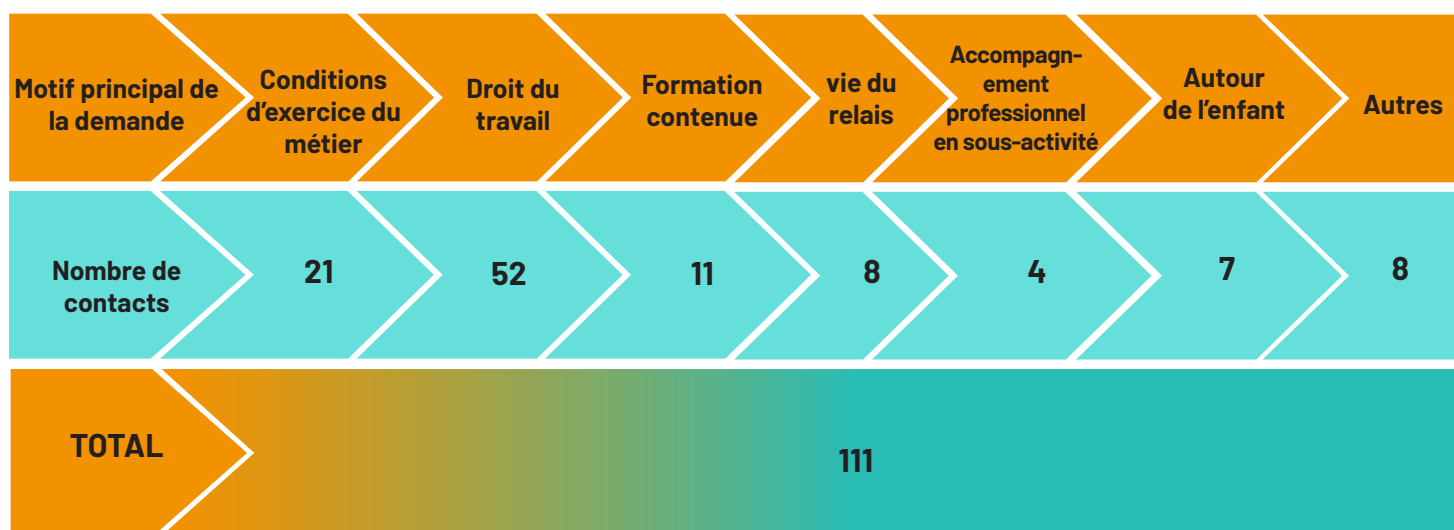 Motif principal de
la demande
Conditions
d'exercice du
métier
Droit du
travail
Formation
contenue
vie du
relais
Accompagn-
ement
professionnel
en sous-activité
Autour
de l'enfant
Autres
Nombre de
contacts
21
52
11
8
4
7
8
TOTAL
111